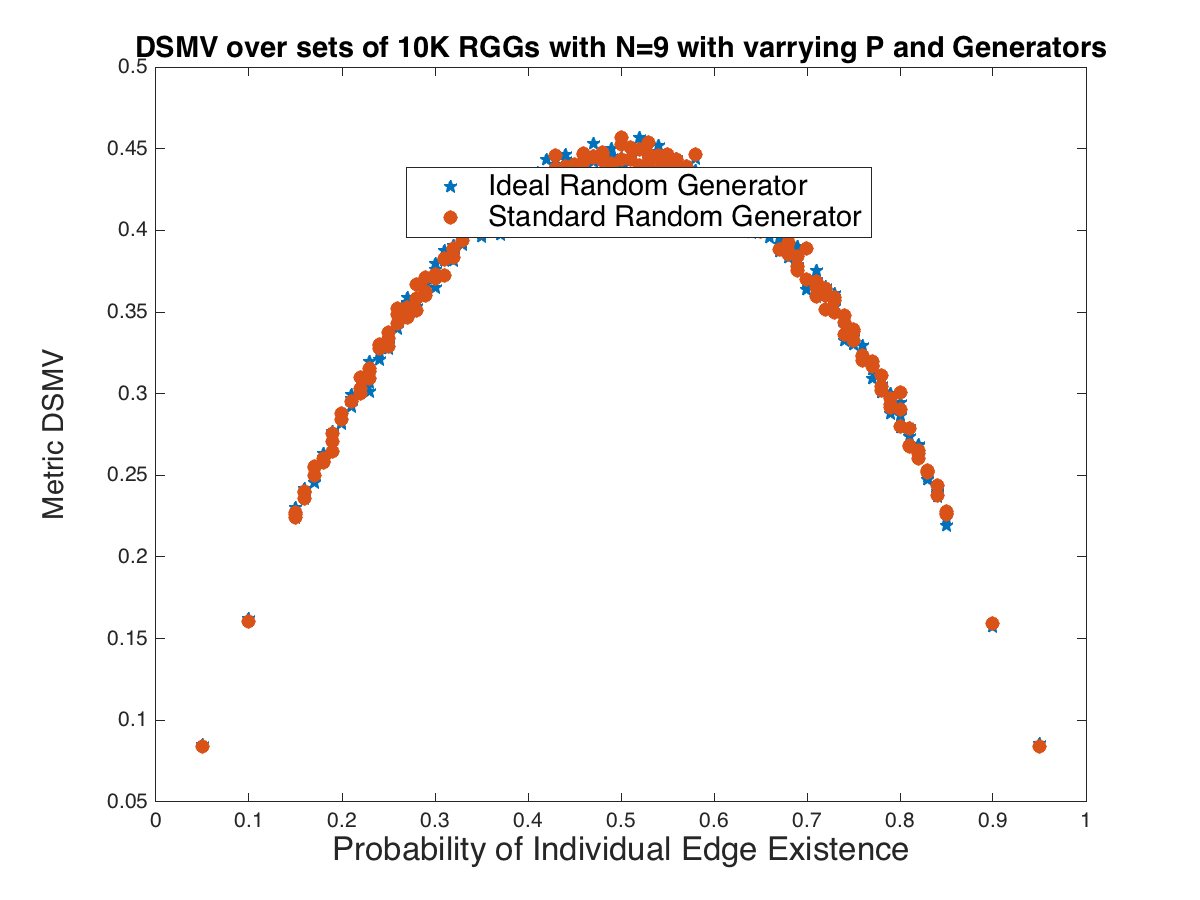 DSMV over sets of 10K RGGs with N=9 with varrying P and Generators
0.5
0.45
0.4
0.35
0.3
0.25
0.2
0.15
0.1
0.05
Metric DSMV
Ideal Random Generator
Standard Random Generator
0 0.1 0.2 0.3 0.4 0.5 0.6 0.7 0.8 0.9 1
Probability of Individual Edge Existence